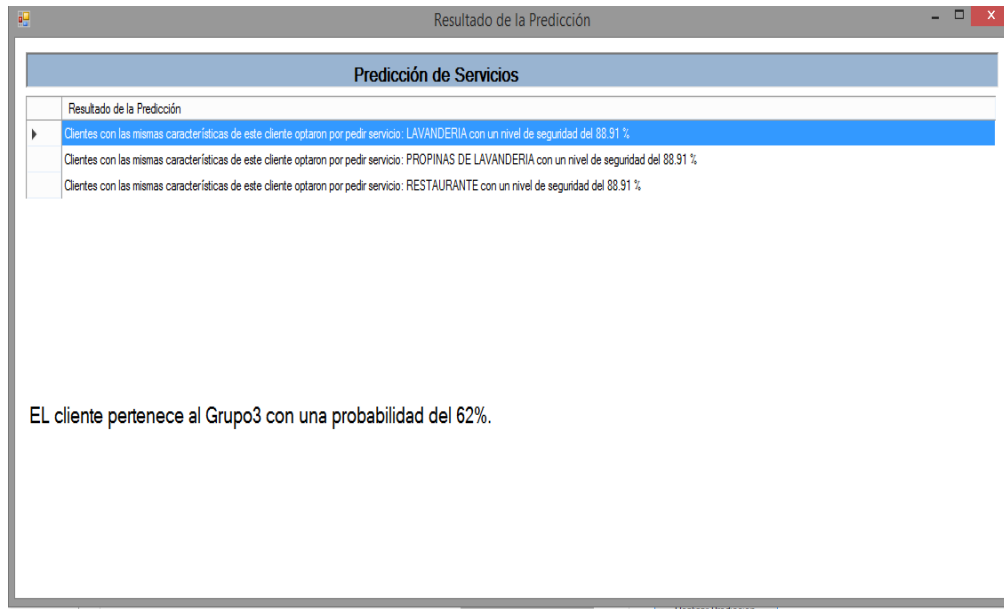 Resultado de la Predicción
Predicción de Servicios
Resultado de la Predicción
Clientes con las mismas características de este cliente optaron por pedir servicio: LAVANDERIA con un nivel de seguridad del 88.91 %
Clientes con las mismas características de este cliente optaron por pedir servicio: PROPINAS DE LAVANDERIA con un nivel de seguridad del 88.91 %
Clientes con las mismas características de este cliente optaron por pedir servicio: RESTAURANTE con un nivel de seguridad del 88.91 %
EL cliente pertenece al Grupo3 con una probabilidad del 62%.